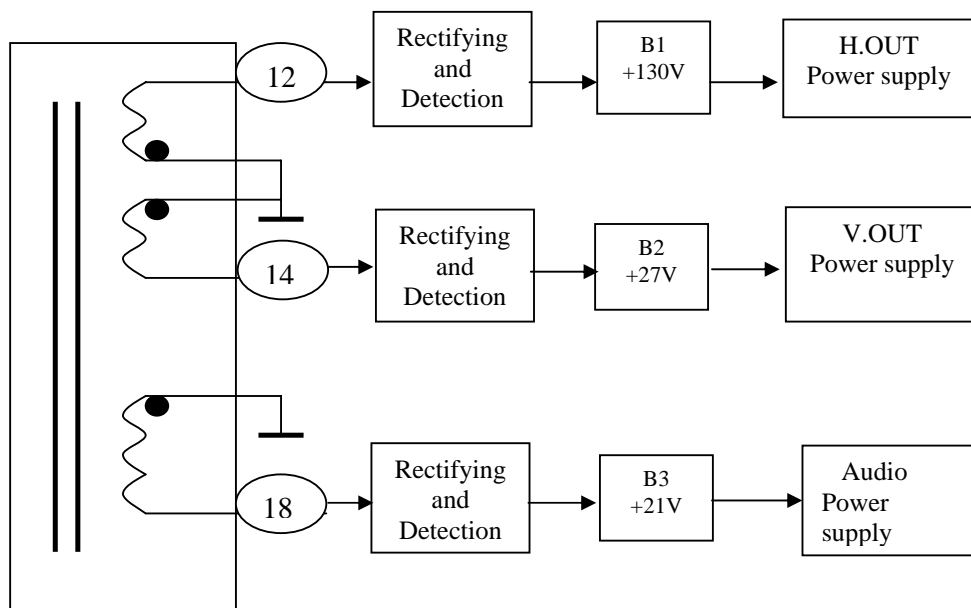 12
Rectifying
and
Detection
B1
+130V
H.OUT
Power supply
14
Rectifying
and
Detection
B2
+27V
V.OUT
Power supply
18
Rectifying
and
Detection
B3
+21V
Audio
Power
supply